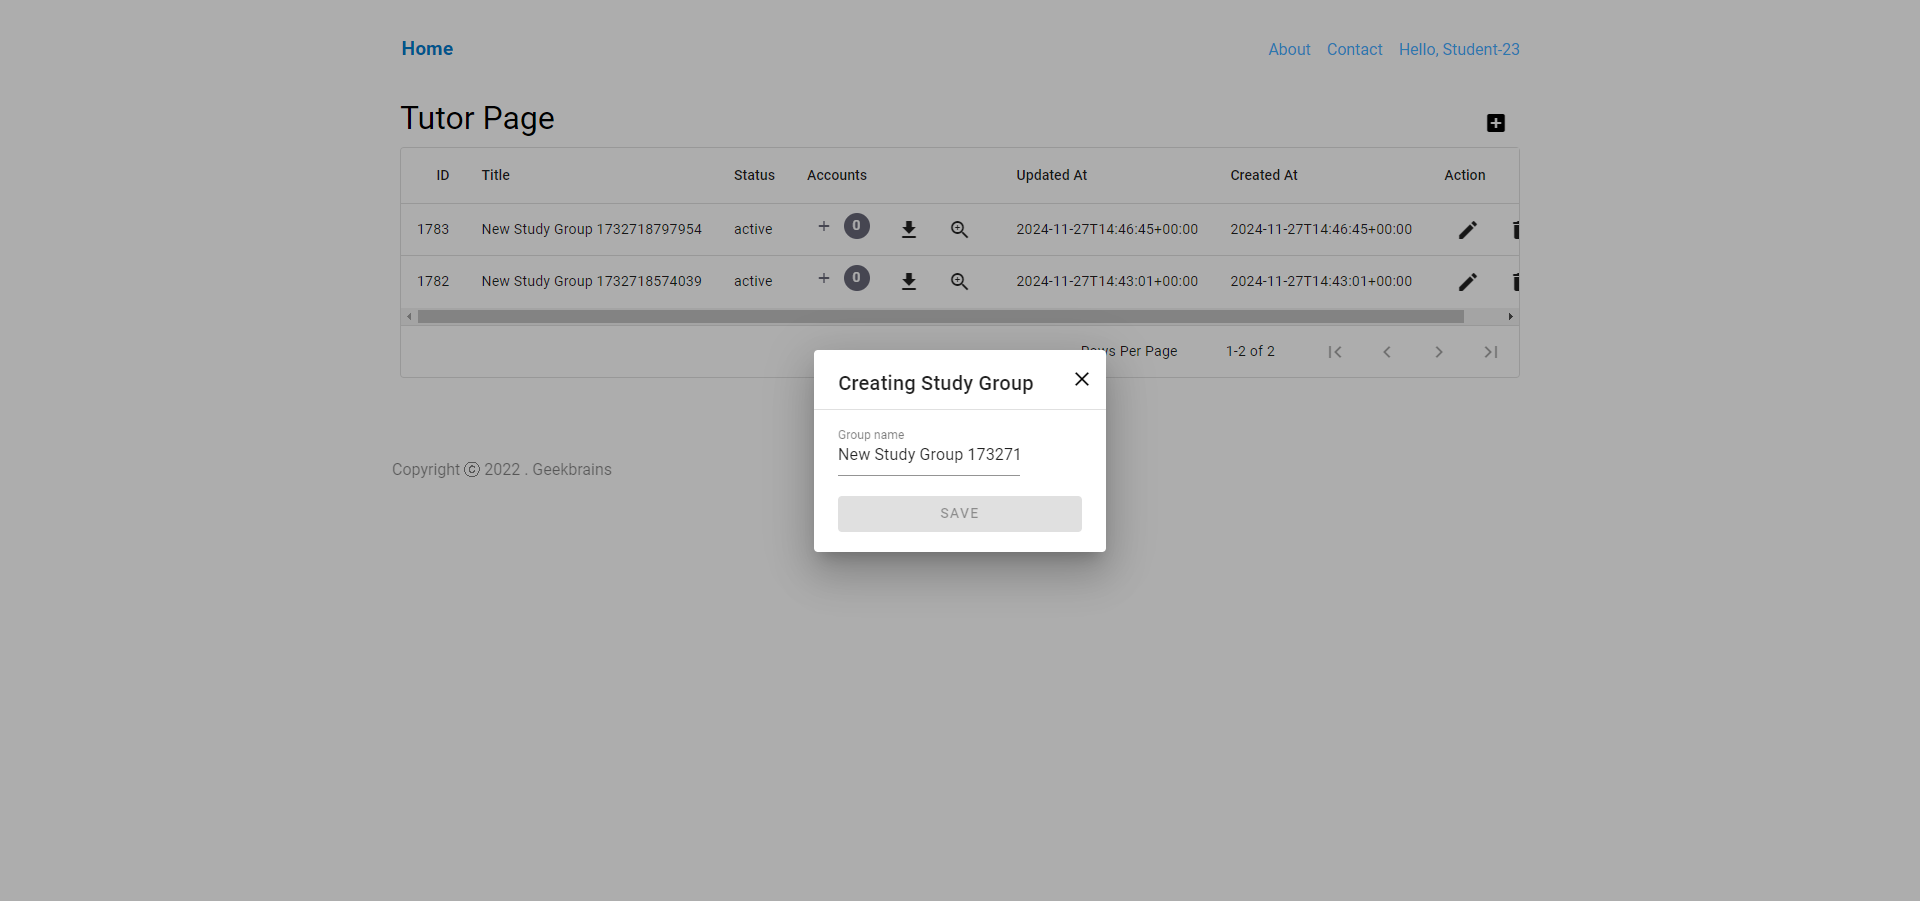 Home
About Contact Hello, Student-23
Tutor Page
ID Title Status Accounts Updated At Created At Action
1783 New Study Group 1732718797954 active + 0 2024-11-27T14:46:45+00:00 2024-11-27T14:46:45+00:00
1782 New Study Group 1732718574039 active + 0 2024-11-27T14:43:01+00:00 2024-11-27T14:43:01+00:00
Rows Per Page 1-2 of 2
Creating Study Group
Group name
New Study Group 173271
SAVE
Copyright © 2022 . Geekbrains